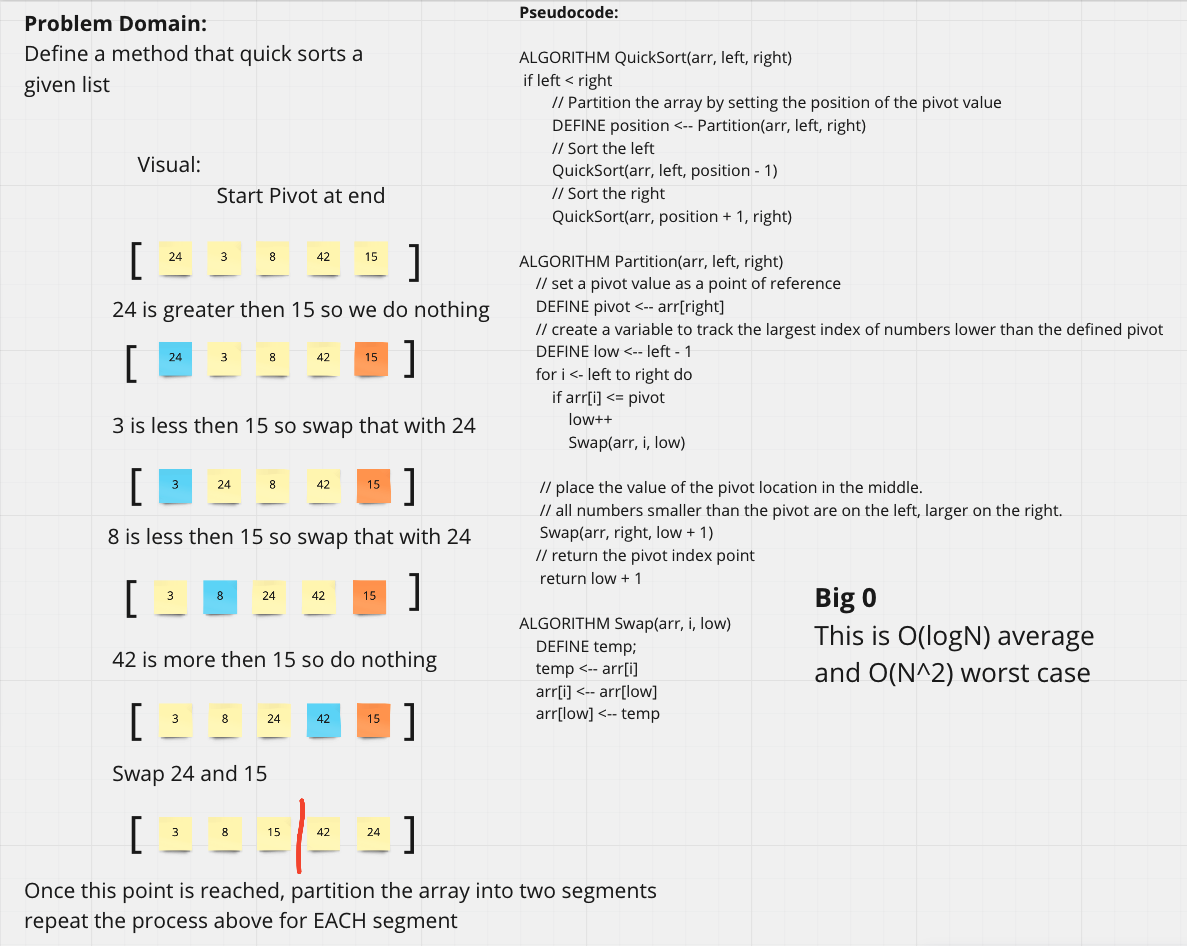 Problem Domain:
Define a method that quick sorts a
given list
Visual:
Start Pivot at end
[ 24 3 8 42 15 ]
24 is greater then 15 so we do nothing
[ 24 3 8 42 15 ]
3 is less then 15 so swap that with 24
[ 3 24 8 42 15 ]
8 is less then 15 so swap that with 24
[ 3 8 24 42 15 ]
42 is more then 15 so do nothing
[ 3 8 24 42 15 ]
Swap 24 and 15
[ 3 8 15 42 24 ]
Once this point is reached, partition the array into two segments
repeat the process above for EACH segment
Pseudocode:
ALGORITHM QuickSort(arr, left, right)
if left < right
// Partition the array by setting the position of the pivot value
DEFINE position <-- Partition(arr, left, right)
// Sort the left
QuickSort(arr, left, position - 1)
// Sort the right
QuickSort(arr, position + 1, right)
ALGORITHM Partition(arr, left, right)
// set a pivot value as a point of reference
DEFINE pivot <-- arr[right]
// create a variable to track the largest index of numbers lower than the defined pivot
DEFINE low <-- left - 1
for i <- left to right do
if arr[i] <= pivot
low++
Swap(arr, i, low)
// place the value of the pivot location in the middle.
// all numbers smaller than the pivot are on the left, larger on the right.
Swap(arr, right, low + 1)
// return the pivot index point
return low + 1
ALGORITHM Swap(arr, i, low)
DEFINE temp;
temp <-- arr[i]
arr[i] <-- arr[low]
arr[low] <-- temp
Big 0
This is O(logN) average
and O(N^2) worst case